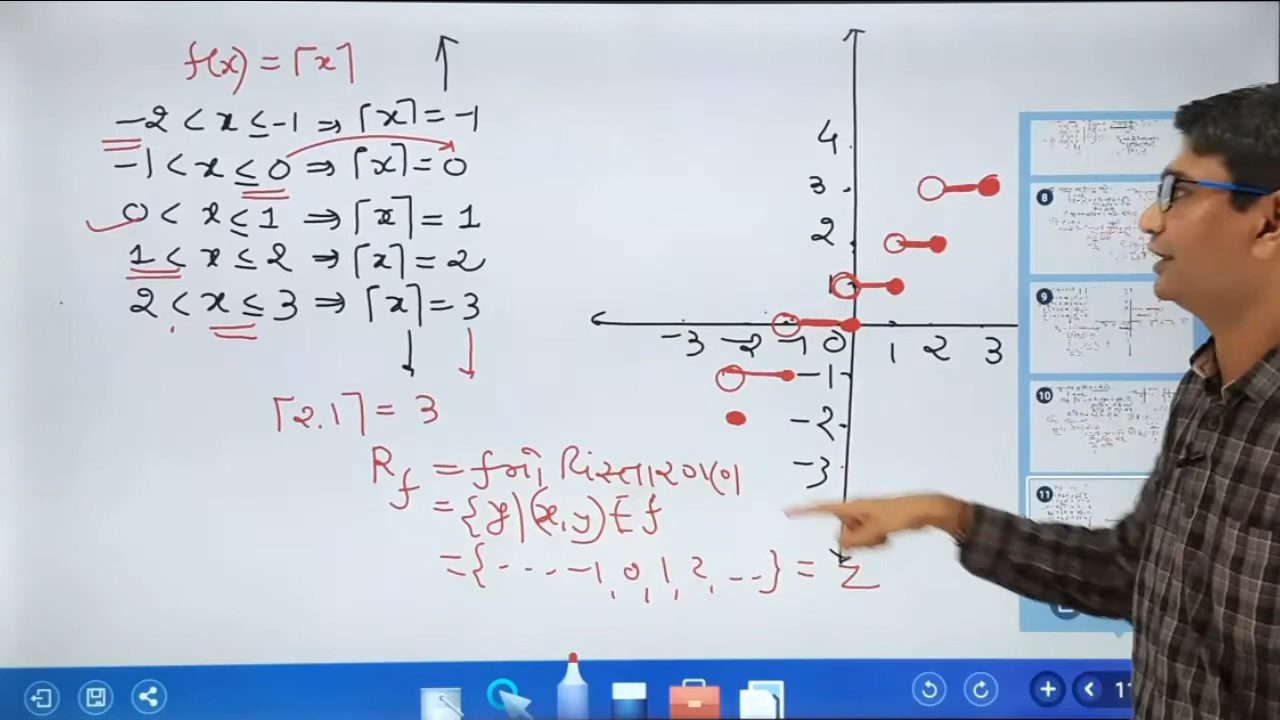 f(x) = ⌈x⌉
-2 < x ≤ -1 ⇒ ⌈x⌉ = -1
-1 < x ≤ 0 ⇒ ⌈x⌉ = 0
0 < x ≤ 1 ⇒ ⌈x⌉ = 1
1 < x ≤ 2 ⇒ ⌈x⌉ = 2
2 < x ≤ 3 ⇒ ⌈x⌉ = 3
⌈2.1⌉ = 3
R_f = f નો વિસ્તારગણ
= {y | (x, y) ∈ f
= {... -1, 0, 1, 2, ...} = Z
4
3
2
1
-3 -2 -1 0 1 2 3
-1
-2
-3
8
9
10
11